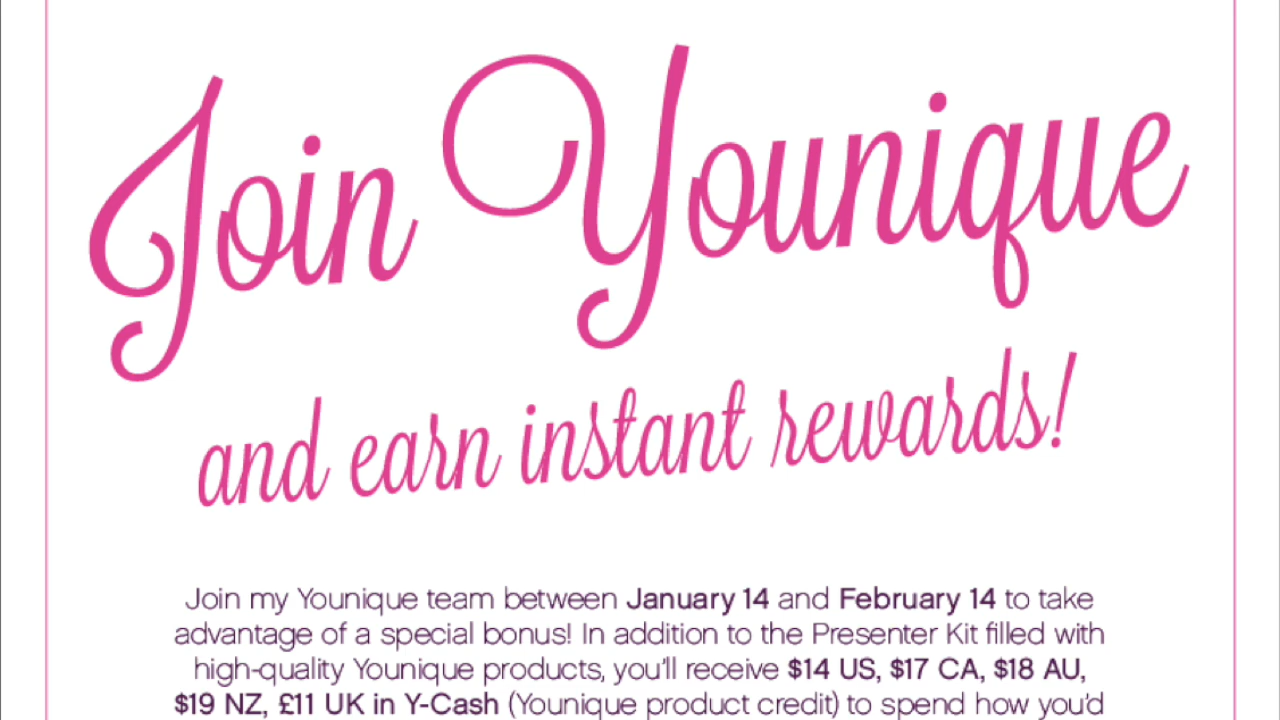 Join Younique
and earn instant rewards!
Join my Younique team between January 14 and February 14 to take
advantage of a special bonus! In addition to the Presenter Kit filled with
high-quality Younique products, you'll receive $14 US, $17 CA, $18 AU,
$19 NZ, £11 UK in Y-Cash (Younique product credit) to spend how you'd